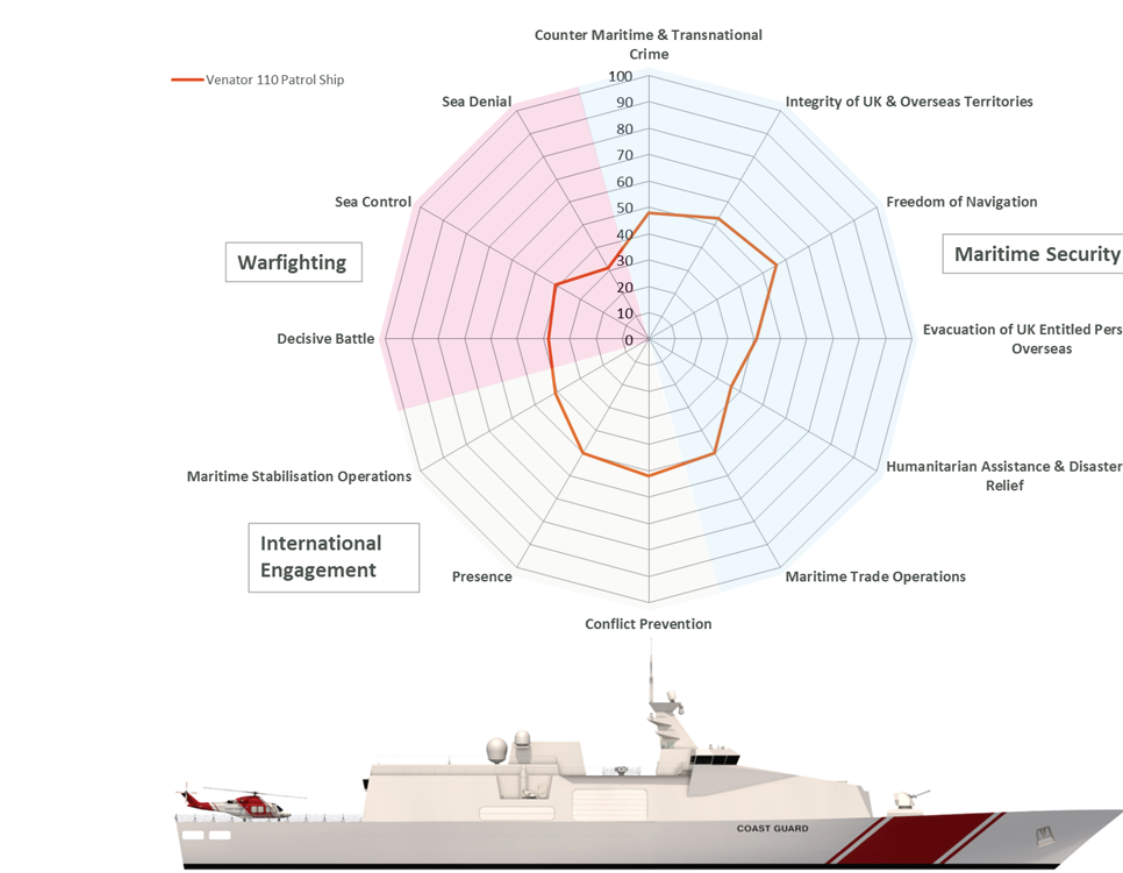 Counter Maritime & Transnational
Crime
Venator 110 Patrol Ship
100
90
80
70
60
50
40
30
20
10
0
Sea Denial
Integrity of UK & Overseas Territories
Sea Control
Freedom of Navigation
Warfighting
Maritime Security
Decisive Battle
Evacuation of UK Entitled Pers
Overseas
Maritime Stabilisation Operations
Humanitarian Assistance & Disaster
Relief
International
Engagement
Presence
Maritime Trade Operations
Conflict Prevention
COAST GUARD